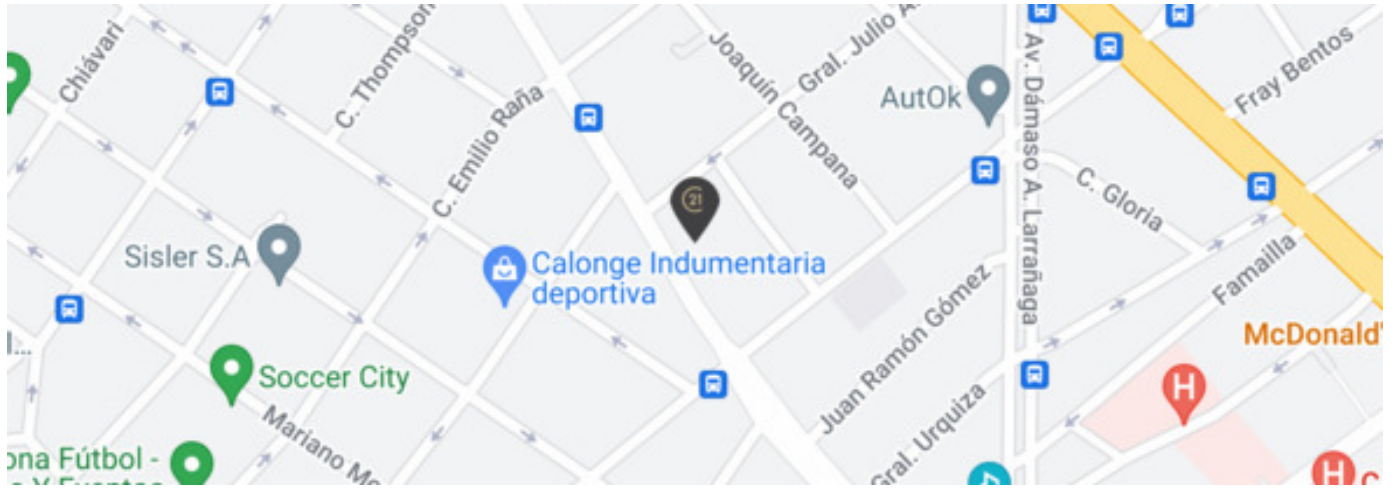 Chiávari
C. Thompson
C. Emilio Raña
Joaquín Campana
Gral. Julio A.
AutOk
Av. Dámaso A. Larrañaga
Fray Bentos
C. Gloria
21
Sisler S.A
Calonge Indumentaria
deportiva
Juan Ramón Gómez
Famailla
McDonald'
l...
Soccer City
H
Mariano Mo
Gral. Urquiza
ona Fútbol -
H
C